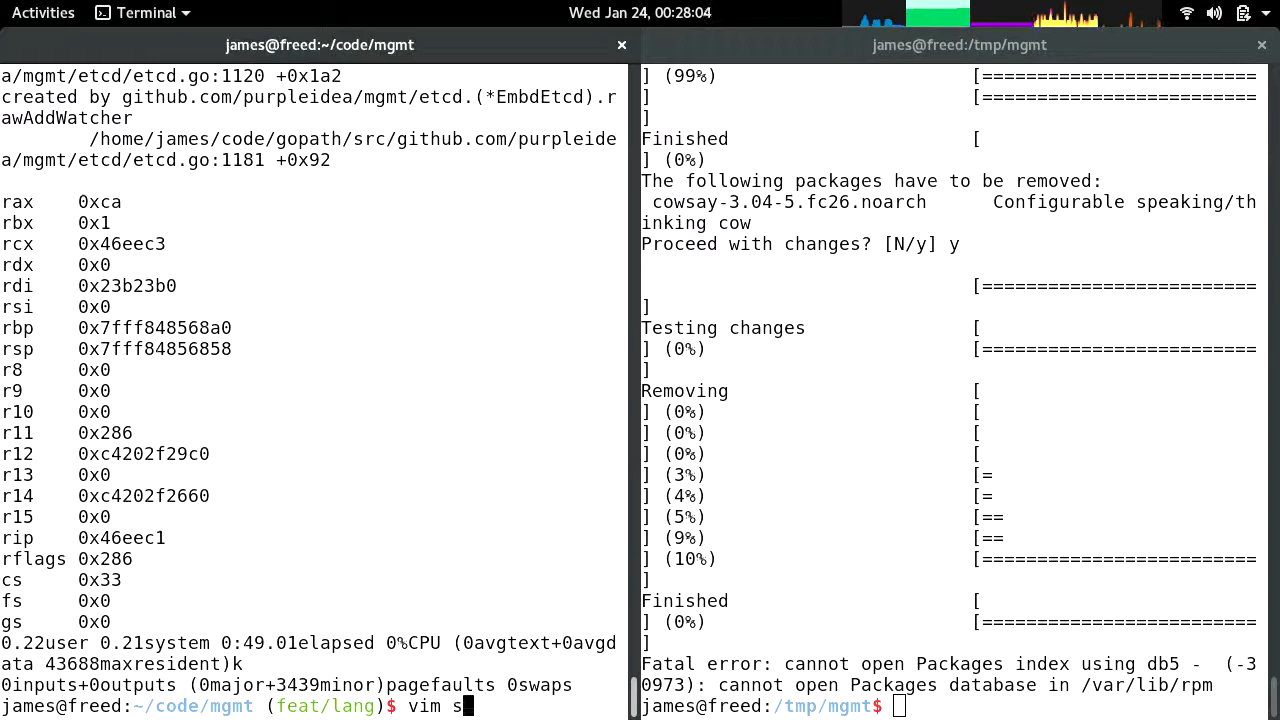 Activities Terminal Wed Jan 24, 00:28:04
james@freed:~/code/mgmt ×
a/mgmt/etcd/etcd.go:1120 +0x1a2
created by github.com/purpleidea/mgmt/etcd.(*EmbdEtcd).r
awAddWatcher
/home/james/code/gopath/src/github.com/purpleide
a/mgmt/etcd/etcd.go:1181 +0x92
rax 0xca
rbx 0x1
rcx 0x46eec3
rdx 0x0
rdi 0x23b23b0
rsi 0x0
rbp 0x7fff848568a0
rsp 0x7fff84856858
r8 0x0
r9 0x0
r10 0x0
r11 0x286
r12 0xc4202f29c0
r13 0x0
r14 0xc4202f2660
r15 0x0
rip 0x46eec1
rflags 0x286
cs 0x33
fs 0x0
gs 0x0
0.22user 0.21system 0:49.01elapsed 0%CPU (0avgtext+0avgd
ata 43688maxresident)k
0inputs+0outputs (0major+3439minor)pagefaults 0swaps
james@freed:~/code/mgmt (feat/lang)$ vim s
james@freed:/tmp/mgmt ×
] (99%) [=========================
] [=========================
]
Finished [
] (0%)
The following packages have to be removed:
cowsay-3.04-5.fc26.noarch Configurable speaking/th
inking cow
Proceed with changes? [N/y] y
[=========================
]
Testing changes [
] (0%) [=========================
]
Removing [
] (0%) [
] (0%) [
] (0%) [
] (3%) [=
] (4%) [=
] (5%) [==
] (9%) [==
] (10%) [=========================
]
Finished [
] (0%) [=========================
]
Fatal error: cannot open Packages index using db5 - (-3
0973): cannot open Packages database in /var/lib/rpm
james@freed:/tmp/mgmt$